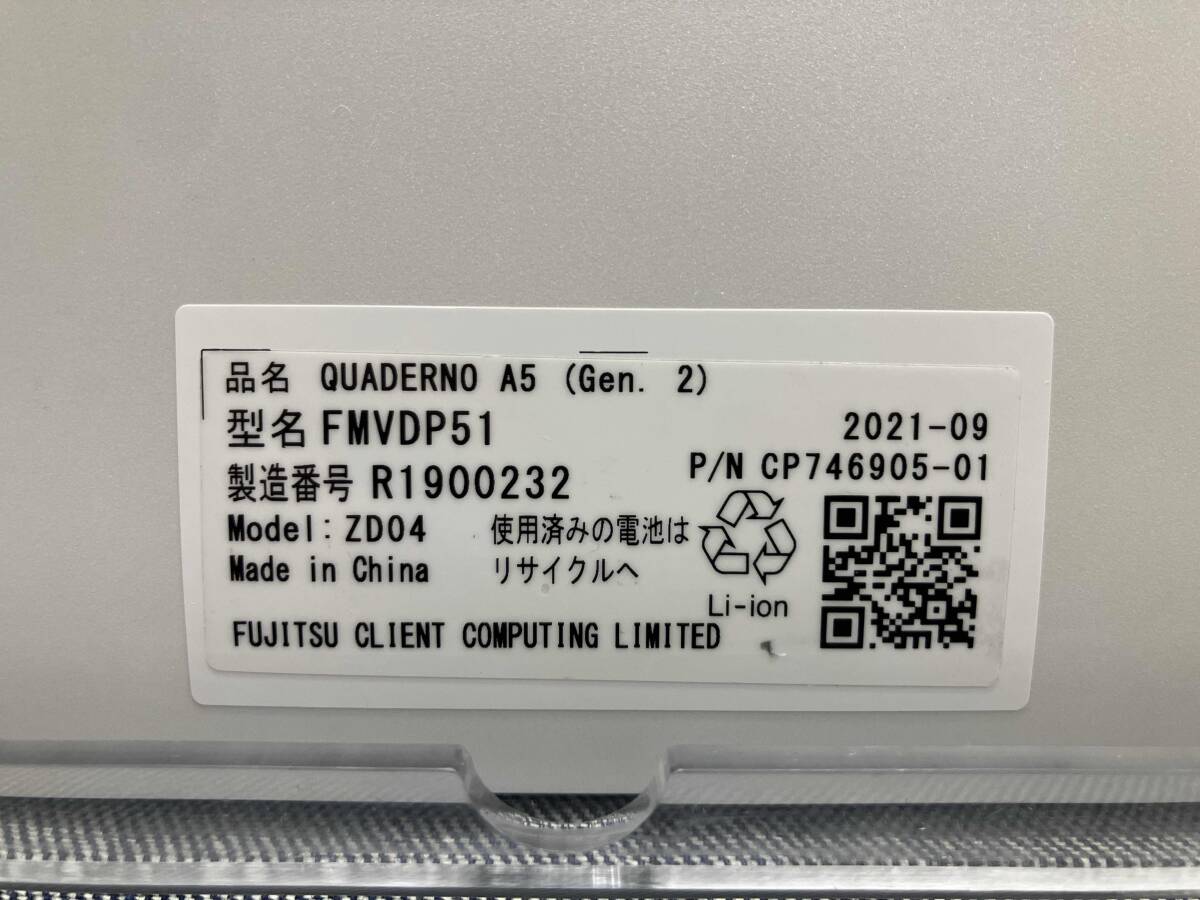 品名 QUADERNO A5 (Gen. 2)
型名 FMVDP51
2021-09
製造番号 R1900232
P/N CP746905-01
Model: ZD04
Made in China
使用済みの電池は
リサイクルへ
Li-ion
FUJITSU CLIENT COMPUTING LIMITED